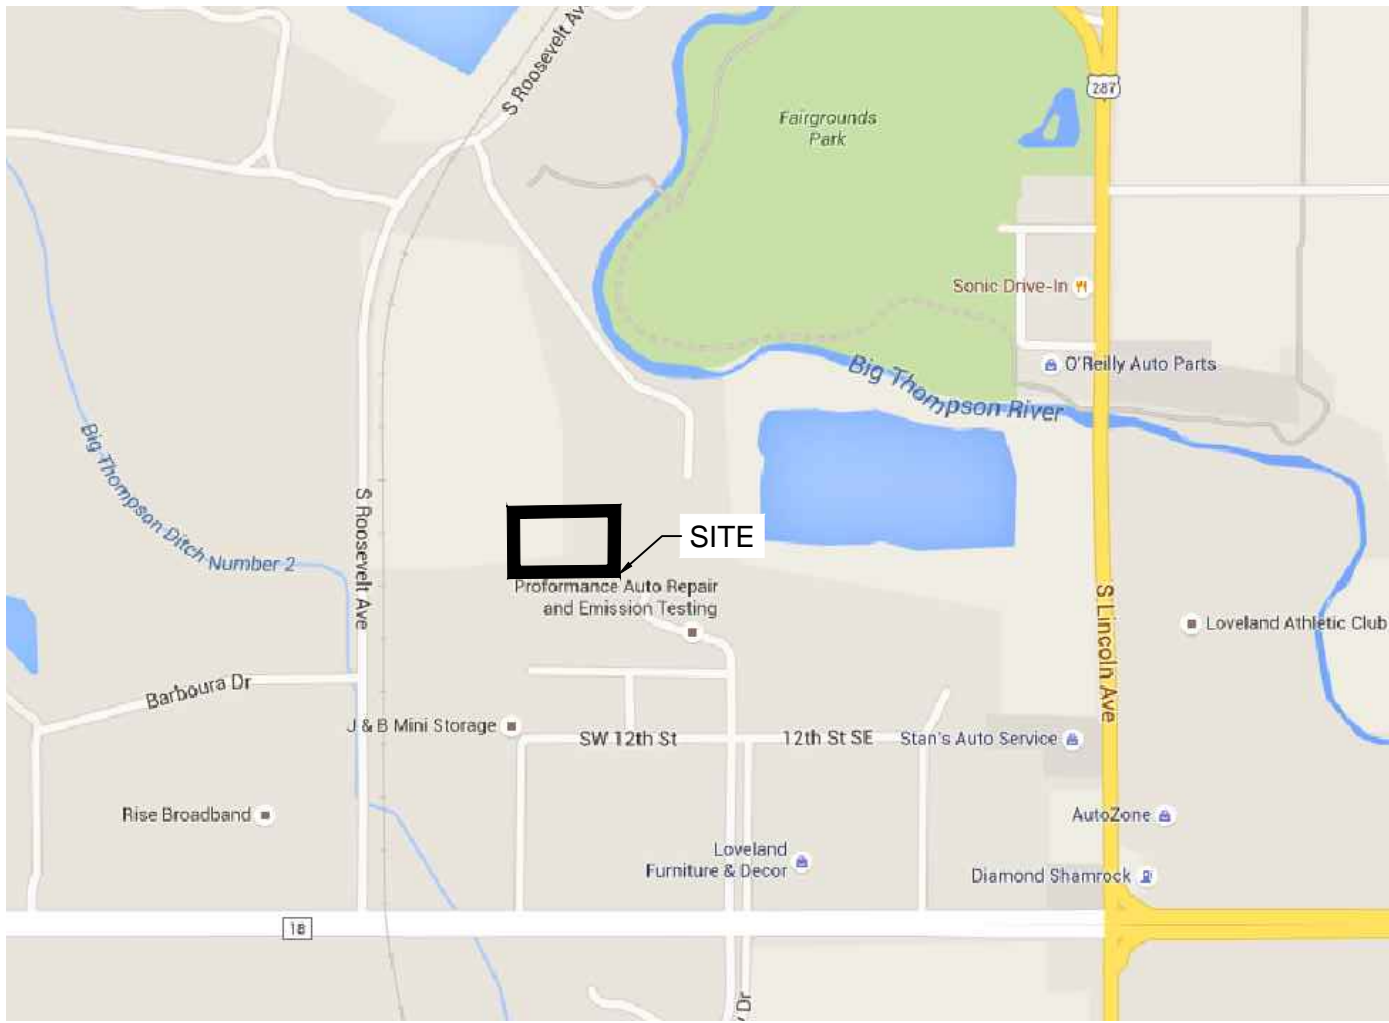 S Roosevelt Av
287
Fairgrounds
Park
Sonic Drive-In
O'Reilly Auto Parts
Big Thompson River
Big Thompson Ditch Number 2
S Roosevelt Ave
SITE
Proformance Auto Repair
and Emission Testing
S Lincoln Ave
Loveland Athletic Club
Barboura Dr
J & B Mini Storage
SW 12th St
12th St SE
Stan's Auto Service
Rise Broadband
AutoZone
Loveland
Furniture & Decor
Diamond Shamrock
18
Dr